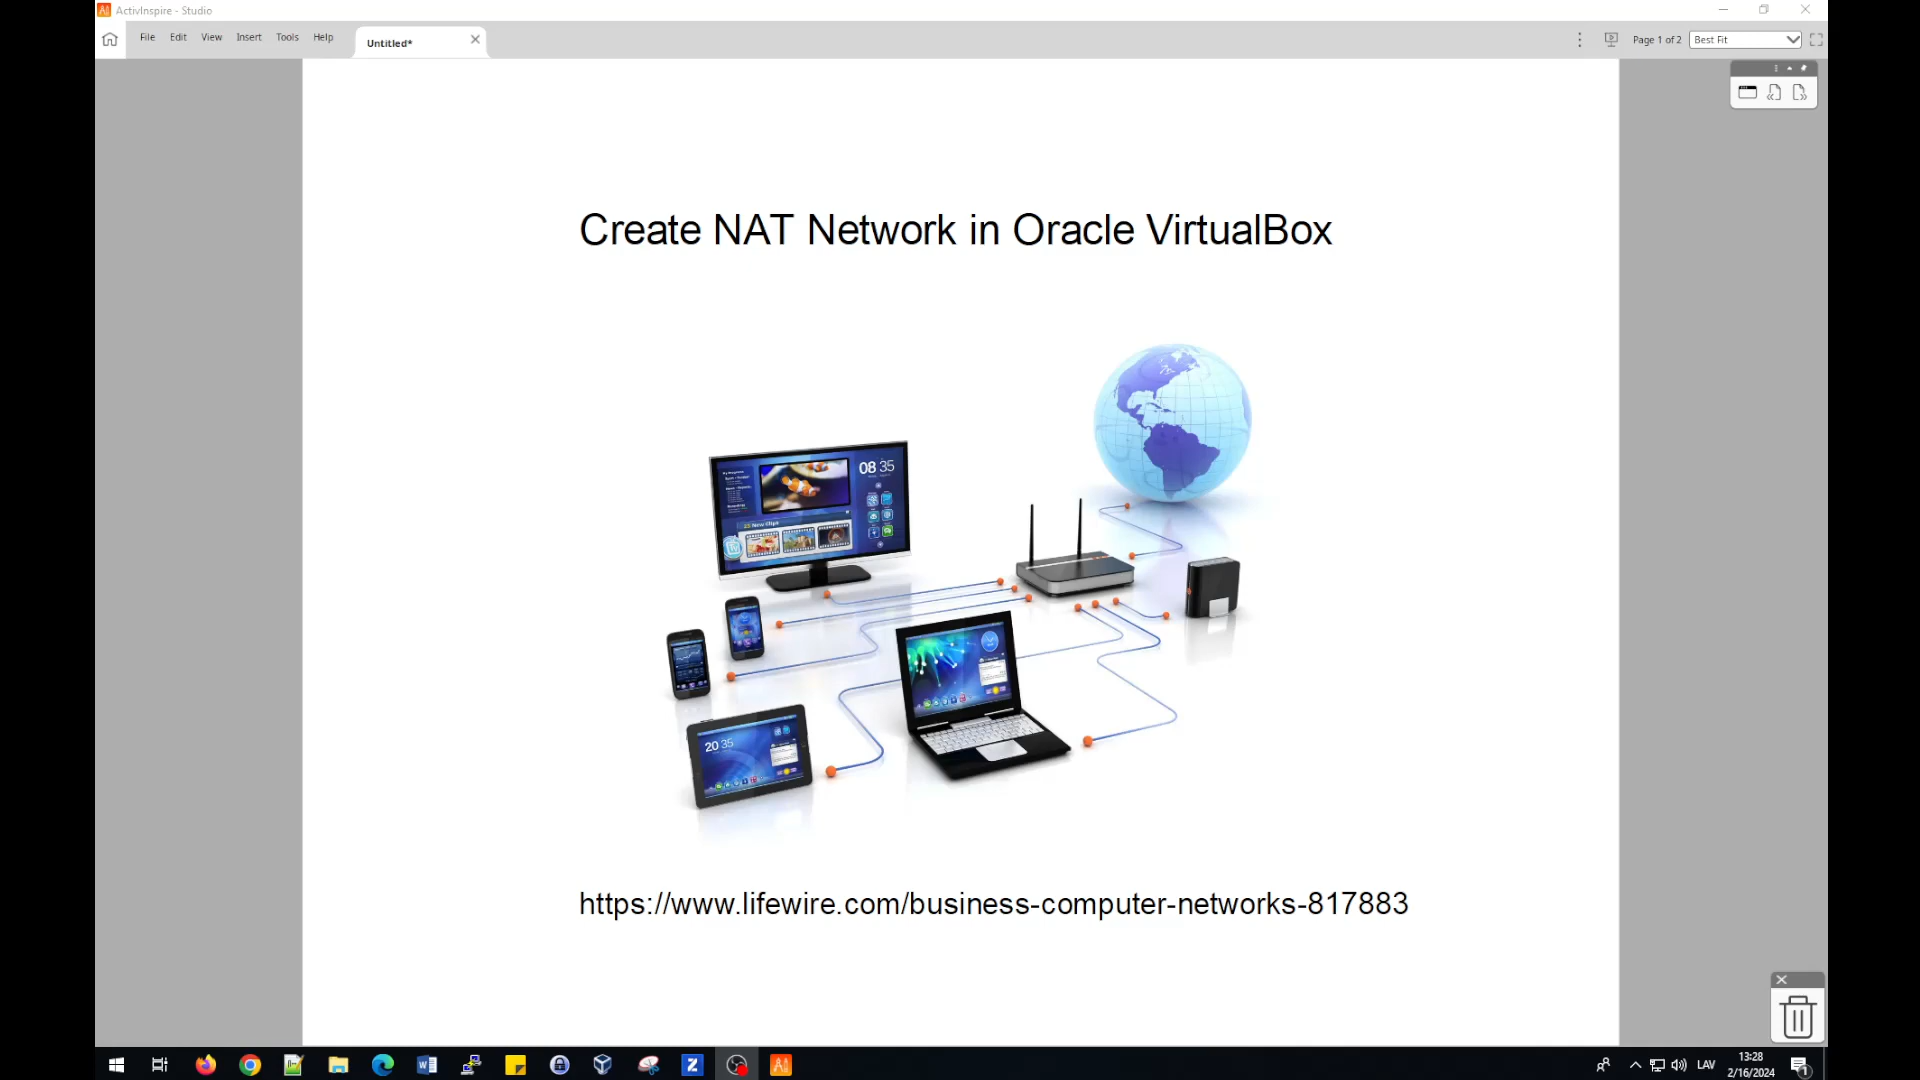 ActivInspire - Studio
File Edit View Insert Tools Help
Untitled*
Page 1 of 2
Best Fit
Create NAT Network in Oracle VirtualBox
08 35
20 35
https://www.lifewire.com/business-computer-networks-817883
LAV
13:28
2/16/2024
1